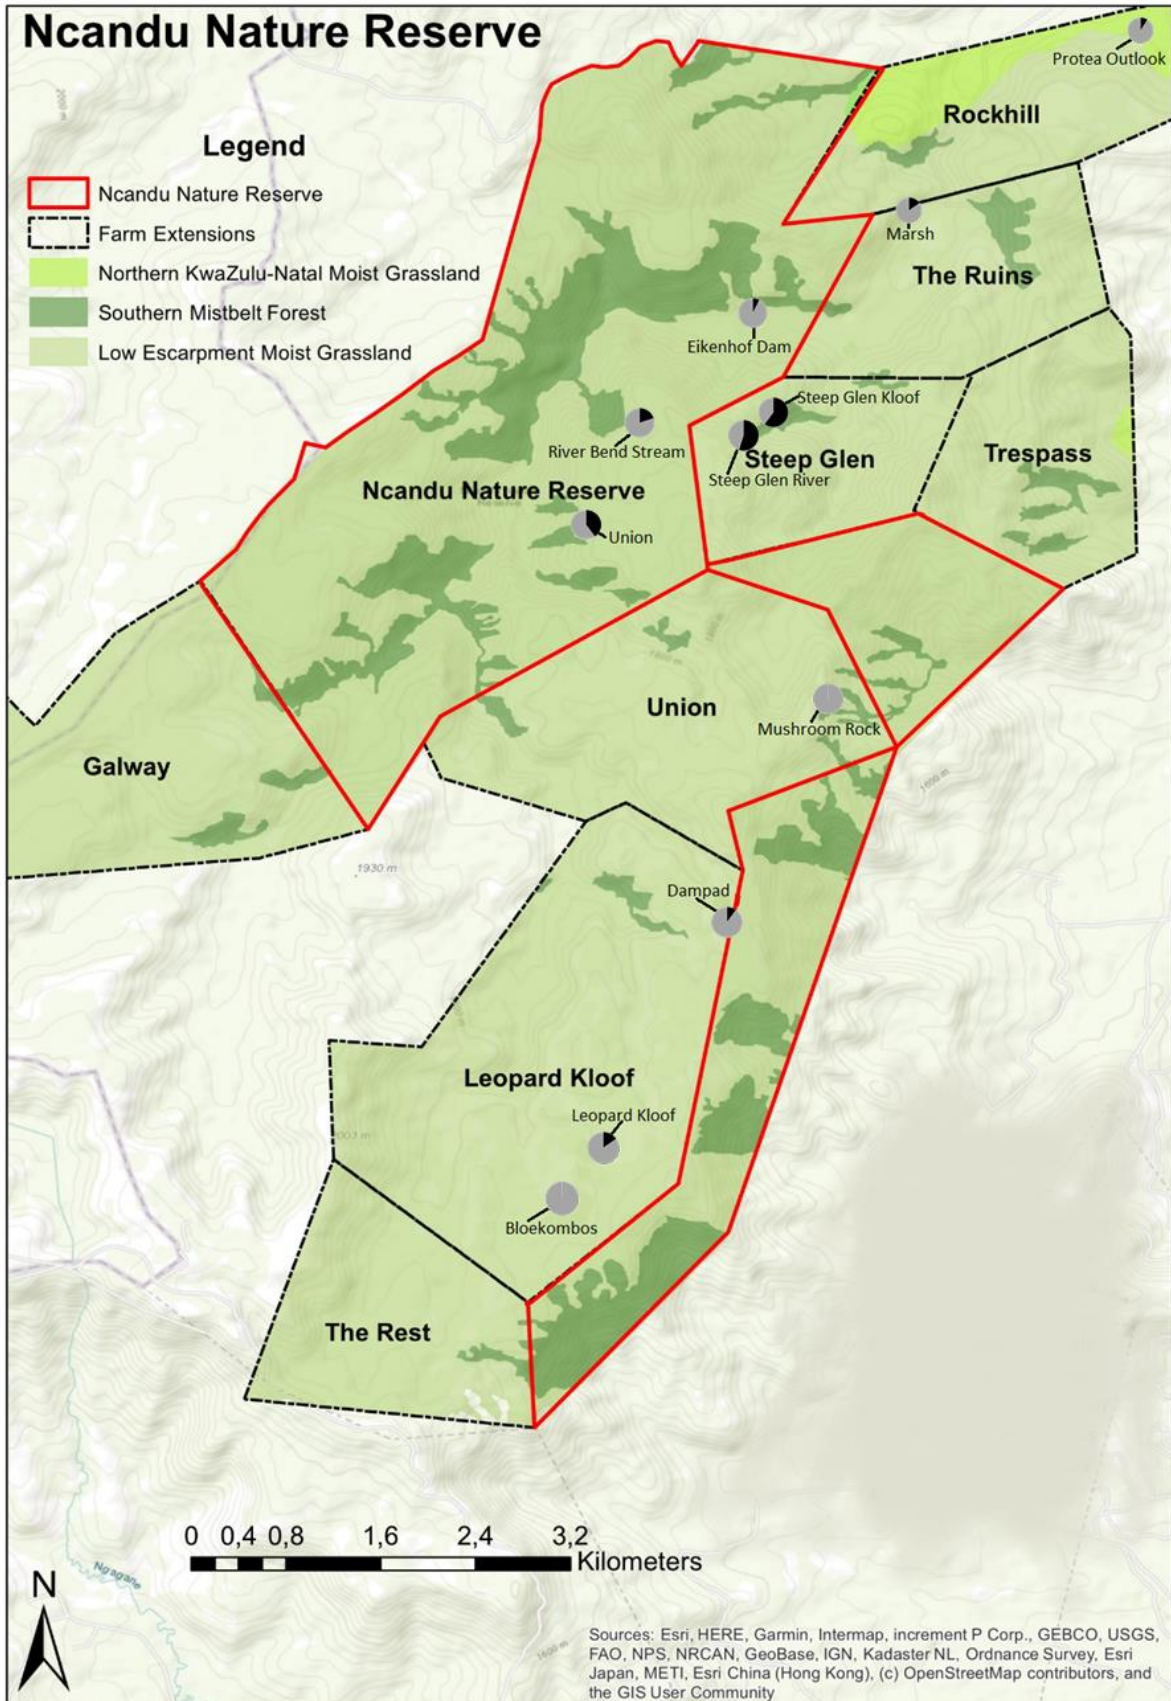 Ncandu Nature Reserve
Protea Outlook
Rockhill
Legend
Ncandu Nature Reserve
Farm Extensions
Northern KwaZulu-Natal Moist Grassland
Southern Mistbelt Forest
Low Escarpment Moist Grassland
Marsh
The Ruins
Eikenhof Dam
Steep Glen Kloof
River Bend Stream
Steep Glen
Trespass
Steep Glen River
Ncandu Nature Reserve
Union
Union
Mushroom Rock
Galway
1600 m
1930 m
Dampad
Leopard Kloof
Leopard Kloof
Bloekombos
The Rest
0 0,4 0,8 1,6 2,4 3,2
Kilometers
N
Ngagane
1600 m
Sources: Esri, HERE, Garmin, Intermap, increment P Corp., GEBCO, USGS,
FAO, NPS, NRCAN, GeoBase, IGN, Kadaster NL, Ordnance Survey, Esri
Japan, METI, Esri China (Hong Kong), (c) OpenStreetMap contributors, and
the GIS User Community